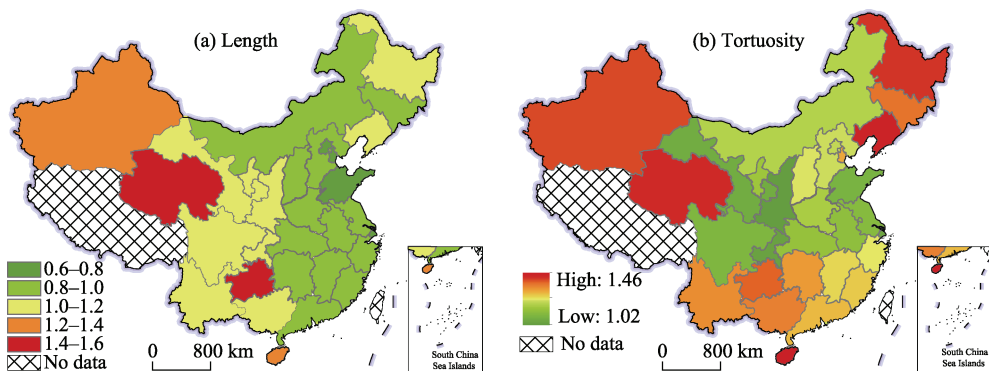 (a) Length
0.6–0.8
0.8–1.0
1.0–1.2
1.2–1.4
1.4–1.6
No data
0 800 km
South China
Sea Islands
(b) Tortuosity
High: 1.46
Low: 1.02
No data
0 800 km
South China
Sea Islands